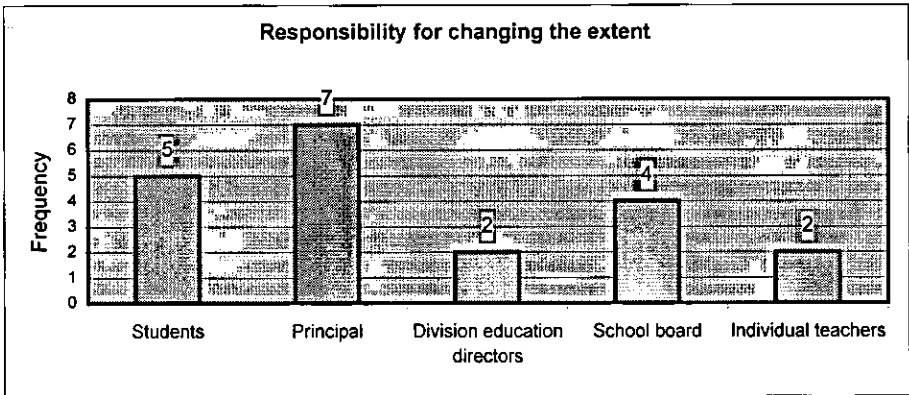 Responsibility for changing the extent
Frequency
8
7
6
5
4
3
2
1
0
5
7
2
4
2
Students
Principal
Division education
directors
School board
Individual teachers